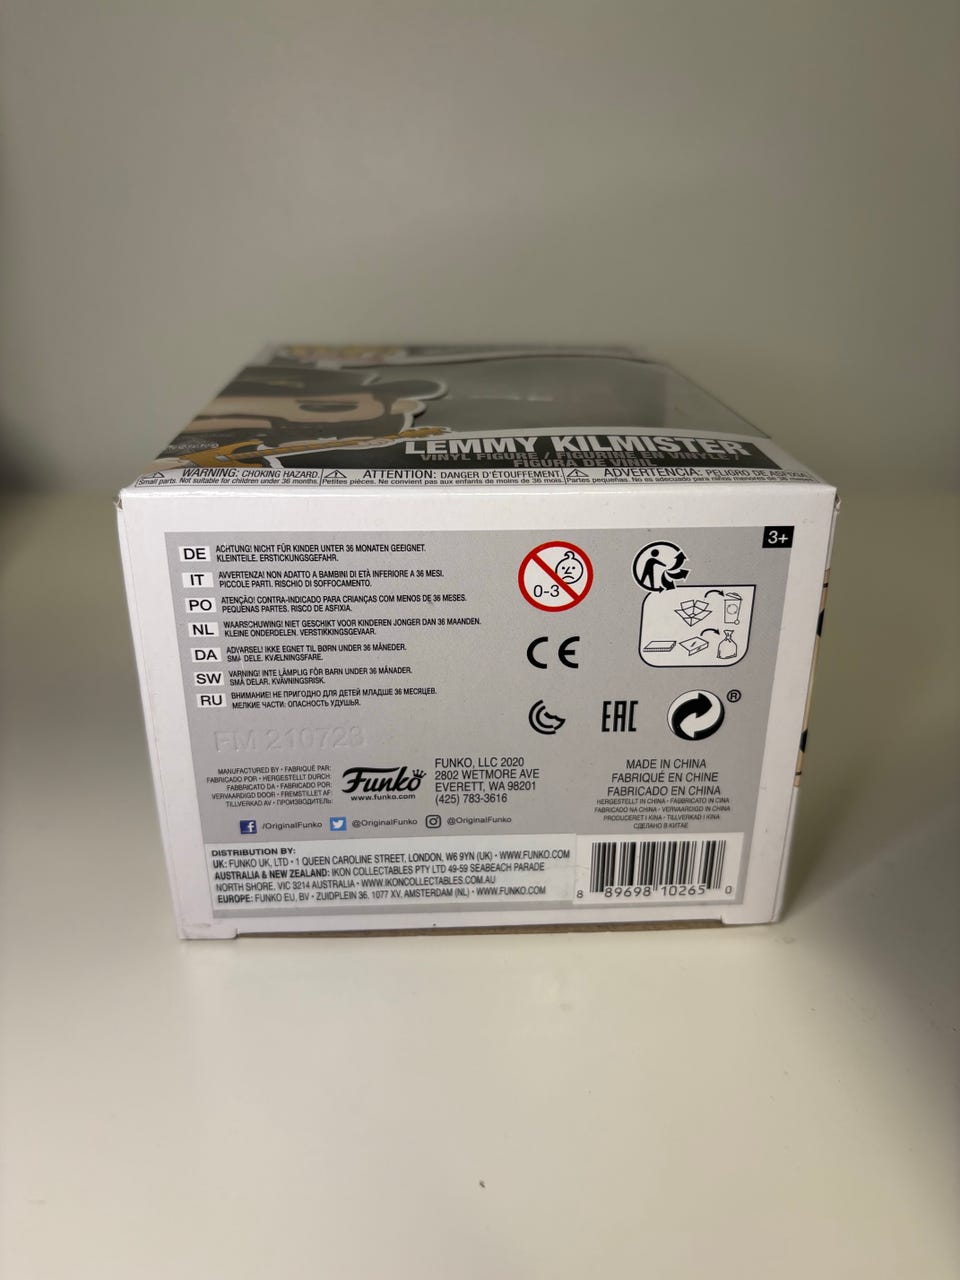 LEMMY KILMISTER
VINYL FIGURE / FIGURINE EN VINYLE /
FIGURA DE VINI
WARNING: CHOKING HAZARD.
Small parts. Not suitable for children under 36 months.
ATTENTION: DANGER D'ÉTOUFFEMENT.
Petites pièces. Ne convient pas aux enfants de moins de 36 mois.
ADVERTENCIA: PELIGRO DE ASFIXIA.
Partes pequeñas. No es adecuado para niños menores de 36
3+
DE ACHTUNG! NICHT FÜR KINDER UNTER 36 MONATEN GEEIGNET.
KLEINTEILE. ERSTICKUNGSGEFAHR.
IT AVVERTENZA! NON ADATTO A BAMBINI DI ETÀ INFERIORE A 36 MESI.
PICCOLE PARTI. RISCHIO DI SOFFOCAMENTO.
PO ATENÇÃO! CONTRA-INDICADO PARA CRIANÇAS COM MENOS DE 36 MESES.
PEQUENAS PARTES. RISCO DE ASFIXIA.
NL WAARSCHUWING! NIET GESCHIKT VOOR KINDEREN JONGER DAN 36 MAANDEN.
KLEINE ONDERDELEN. VERSTIKKINGSGEVAAR.
DA ADVARSEL! IKKE EGNET TIL BØRN UNDER 36 MÅNEDER.
SMÅ DELE. KVÆLNINGSFARE.
SW VARNING! INTE LÄMPLIG FÖR BARN UNDER 36 MÅNADER.
SMÅ DELAR. KVÄVNINGSRISK.
RU ВНИМАНИЕ! НЕ ПРИГОДНО ДЛЯ ДЕТЕЙ МЛАДШЕ 36 МЕСЯЦЕВ.
МЕЛКИЕ ЧАСТИ. ОПАСНОСТЬ УДУШЬЯ.
0-3
CE
EAC
®
FM 210723
MANUFACTURED BY • FABRIQUÉ PAR:
FABRICADO POR • HERGESTELLT DURCH:
FABBRICATO DA • FABRICADO POR:
VERVAARDIGD DOOR • FREMSTILLET AF:
TILLVERKAD AV • ПРОИЗВОДИТЕЛЬ:
Funko
www.funko.com
FUNKO, LLC 2020
2802 WETMORE AVE
EVERETT, WA 98201
(425) 783-3616
MADE IN CHINA
FABRIQUÉ EN CHINE
FABRICADO EN CHINA
HERGESTELLT IN CHINA • FABBRICATO IN CINA
FABRICADO NA CHINA • VERVAARDIGD IN CHINA
PRODUCERET I KINA • TILLVERKAD I KINA
СДЕЛАНО В КИТАЕ
/OriginalFunko @OriginalFunko @OriginalFunko
DISTRIBUTION BY:
UK: FUNKO UK, LTD • 1 QUEEN CAROLINE STREET, LONDON, W6 9YN (UK) • WWW.FUNKO.COM
AUSTRALIA & NEW ZEALAND: IKON COLLECTABLES PTY LTD 49-59 SEABEACH PARADE
NORTH SHORE, VIC 3214 AUSTRALIA • WWW.IKONCOLLECTABLES.COM.AU
EUROPE: FUNKO EU, BV • ZUIDPLEIN 36, 1077 XV, AMSTERDAM (NL) • WWW.FUNKO.COM
8 89698 10265 0